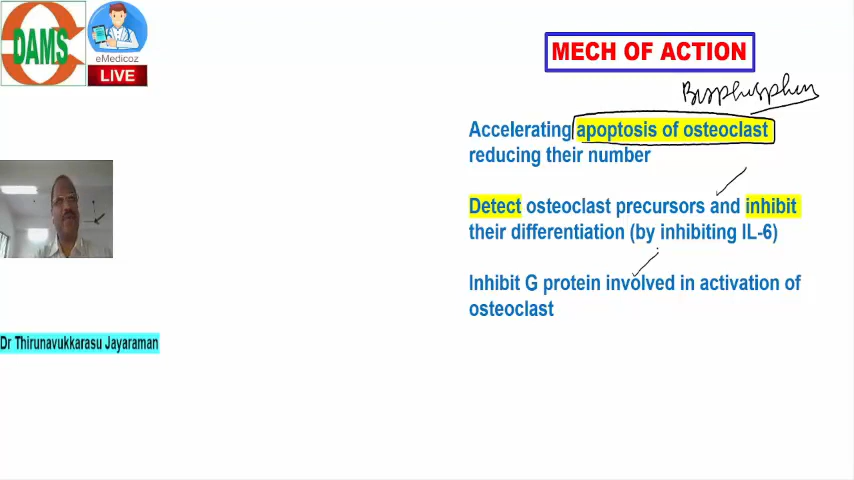 DAMS
eMedicoz
LIVE
MECH OF ACTION
Accelerating apoptosis of osteoclast
reducing their number
Detect osteoclast precursors and inhibit
their differentiation (by inhibiting IL-6)
Inhibit G protein involved in activation of
osteoclast
Dr Thirunavukkarasu Jayaraman